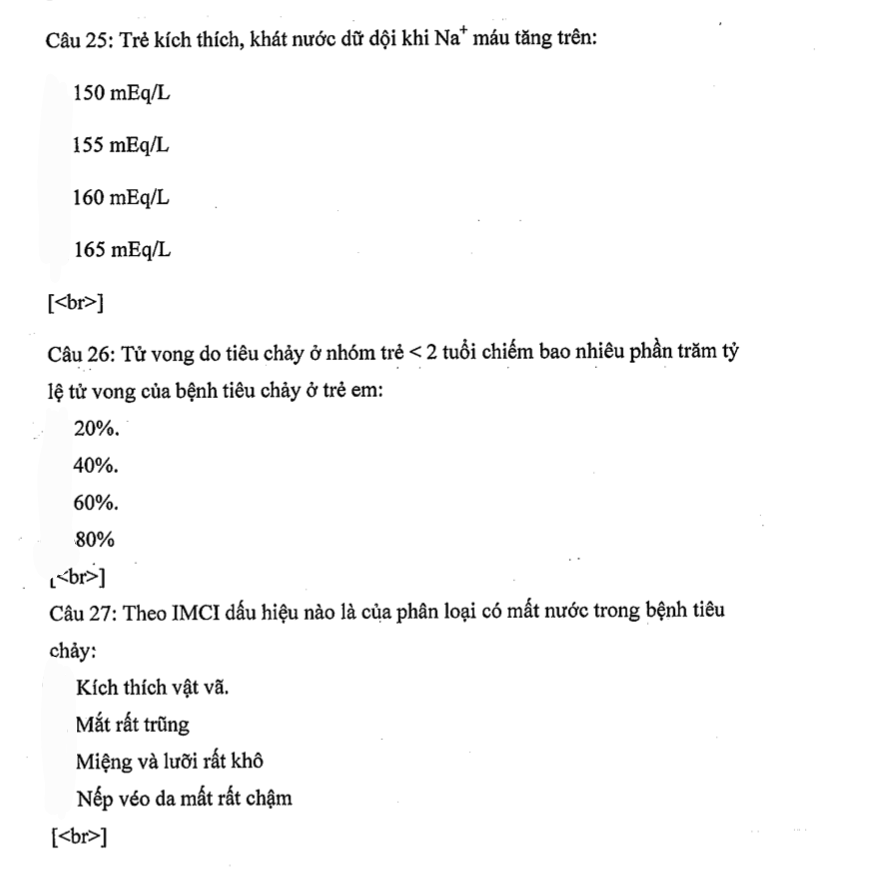 Câu 25: Trẻ kích thích, khát nước dữ dội khi Na⁺ máu tăng trên:
150 mEq/L
155 mEq/L
160 mEq/L
165 mEq/L
[<br>]
Câu 26: Tử vong do tiêu chảy ở nhóm trẻ < 2 tuổi chiếm bao nhiêu phần trăm tỷ
lệ tử vong của bệnh tiêu chảy ở trẻ em:
20%.
40%.
60%.
80%
[<br>]
Câu 27: Theo IMCI dấu hiệu nào là của phân loại có mất nước trong bệnh tiêu
chảy:
Kích thích vật vã.
Mắt rất trũng
Miệng và lưỡi rất khô
Nếp véo da mất rất chậm
[<br>]